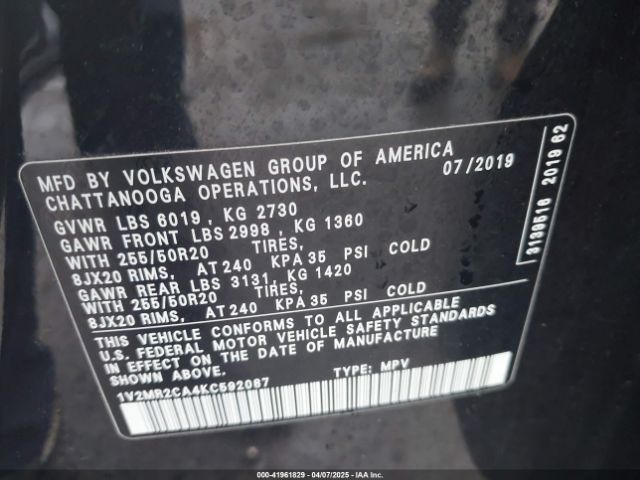 MFD BY VOLKSWAGEN GROUP OF AMERICA
CHATTANOOGA OPERATIONS, LLC. 07/2019
GVWR LBS 6019 , KG 2730
GAWR FRONT LBS 2998 , KG 1360
WITH 255/50R20 TIRES,
8JX20 RIMS, AT 240 KPA 35 PSI COLD
GAWR REAR LBS 3131, KG 1420
WITH 255/50R20 TIRES,
8JX20 RIMS, AT 240 KPA 35 PSI COLD
THIS VEHICLE CONFORMS TO ALL APPLICABLE
U.S. FEDERAL MOTOR VEHICLE SAFETY STANDARDS
IN EFFECT ON THE DATE OF MANUFACTURE
SHOWN ABOVE.
1V2MR2CA4KC592087 TYPE: MPV
3139516 2019 62
000-41961829 - 04/07/2025 - IAAI.COM